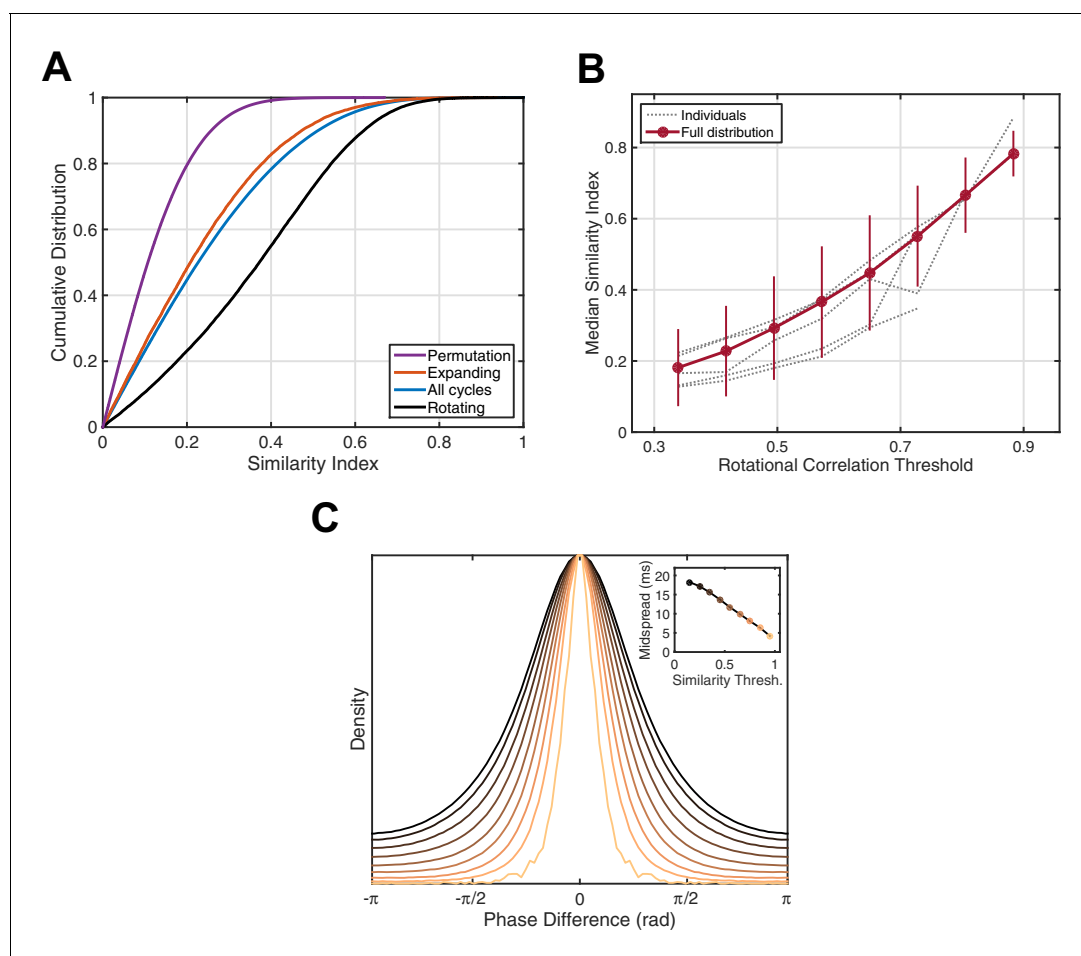 A
1
0.8
0.6
0.4
0.2
0
Cumulative Distribution
Permutation
Expanding
All cycles
Rotating
0 0.2 0.4 0.6 0.8 1
Similarity Index
B
Individuals
Full distribution
0.8
0.6
0.4
0.2
0
Median Similarity Index
0.3 0.5 0.7 0.9
Rotational Correlation Threshold
C
Density
20
15
10
5
0
Midspread (ms)
0 0.5 1
Similarity Thresh.
-π -π/2 0 π/2 π
Phase Difference (rad)